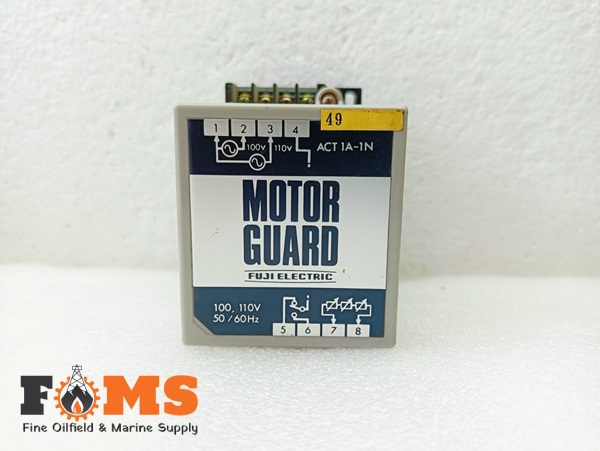 49
1 2 3 4
100V 110V
ACT 1A-1N
MOTOR
GUARD
FUJI ELECTRIC
100, 110V
50/60Hz
5 6 7 8
FOMS
Fine Oilfield & Marine Supply